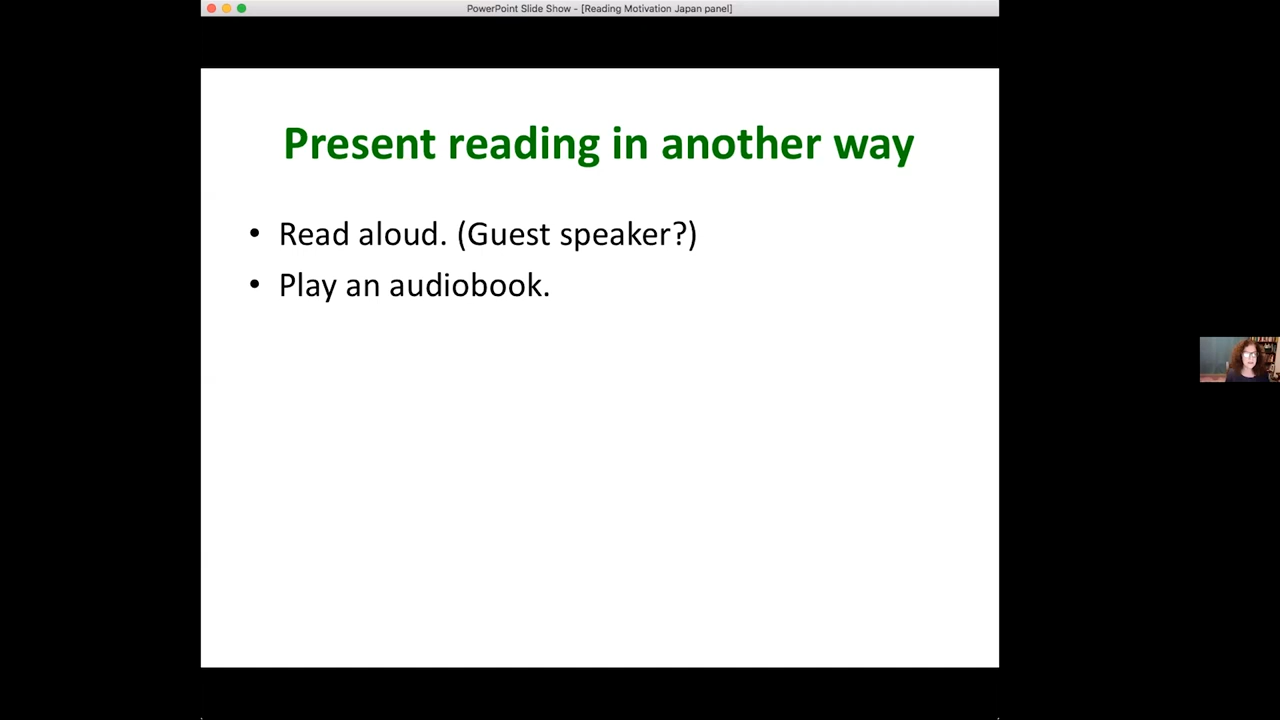 PowerPoint Slide Show - [Reading Motivation Japan panel]
Present reading in another way
• Read aloud. (Guest speaker?)
• Play an audiobook.